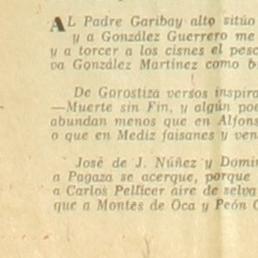 AL Padre Garibay alto sitúo
y a González Guerrero me
y a torcer a los cisnes el pesc
va González Martínez como b
De Gorostiza versos inspiro
—Muerte sin Fin, y algún poe
abundan menos que en Alfons
o que en Mediz faisanes y ven
José de J. Núñez y Domin
a Pagaza se acerque, porque
a Carlos Pellicer aire de selva
que a Montes de Oca y Peón C